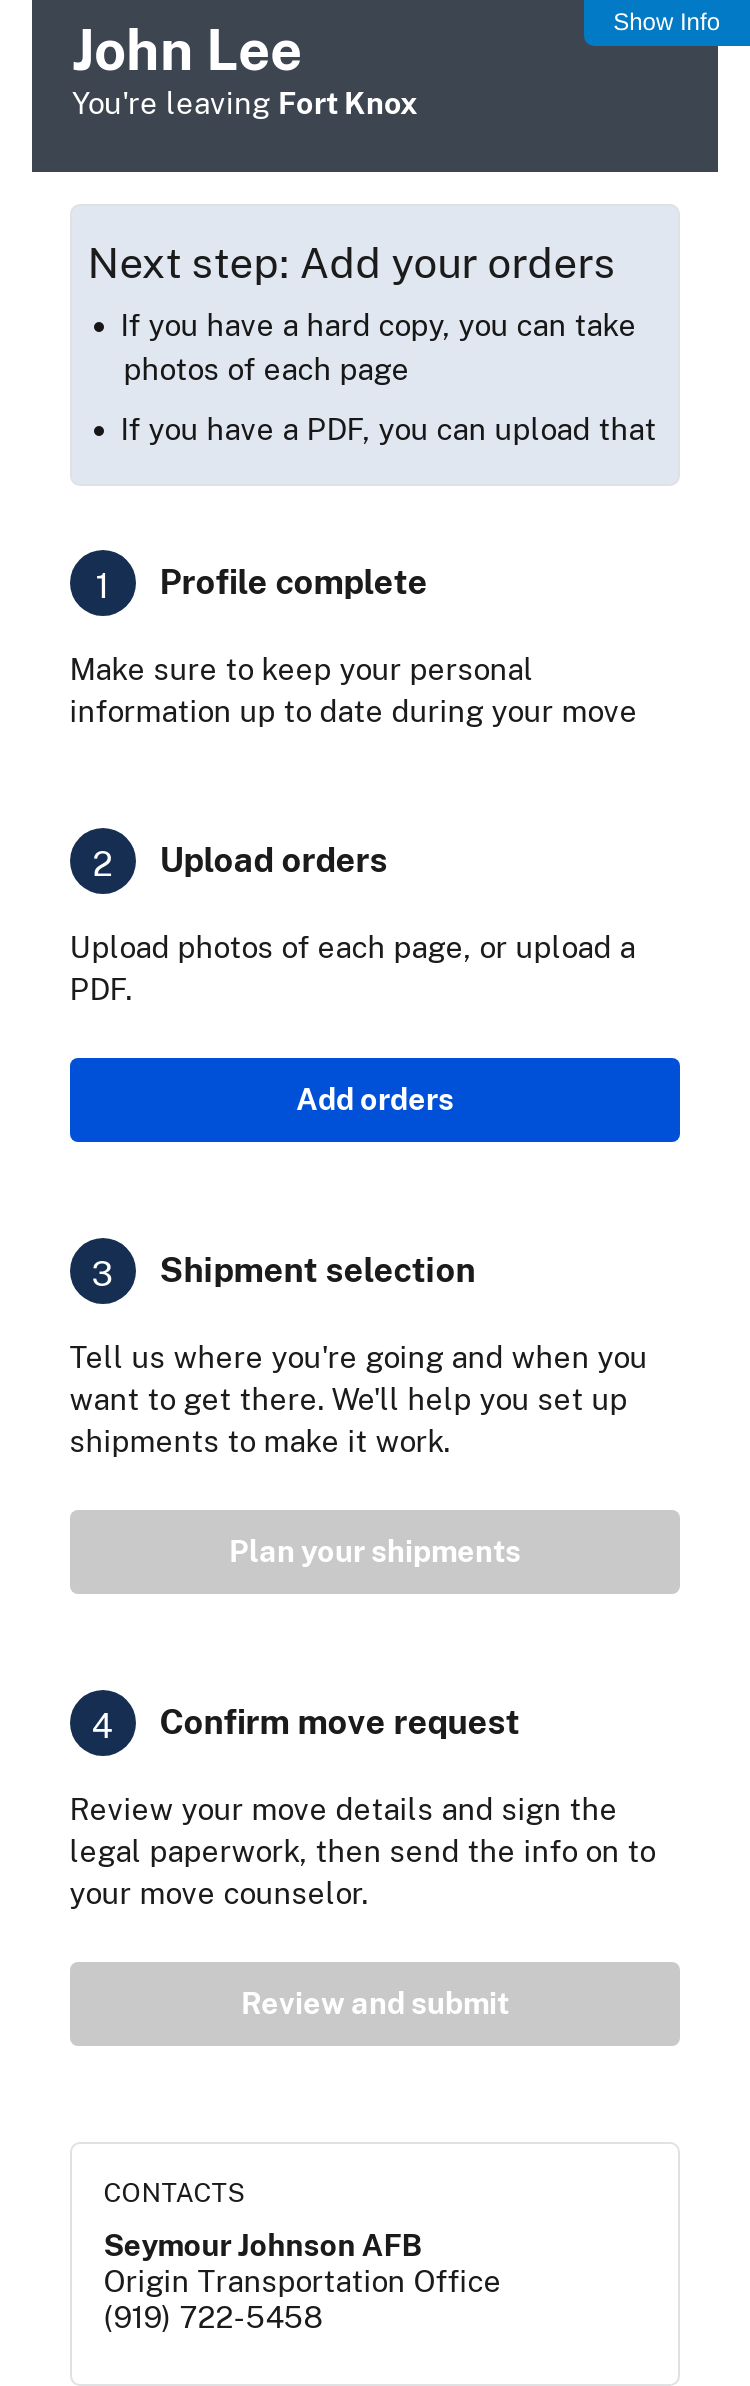 Show Info
John Lee
You're leaving Fort Knox
Next step: Add your orders
• If you have a hard copy, you can take
photos of each page
• If you have a PDF, you can upload that
1 Profile complete
Make sure to keep your personal
information up to date during your move
2 Upload orders
Upload photos of each page, or upload a
PDF.
Add orders
3 Shipment selection
Tell us where you're going and when you
want to get there. We'll help you set up
shipments to make it work.
Plan your shipments
4 Confirm move request
Review your move details and sign the
legal paperwork, then send the info on to
your move counselor.
Review and submit
CONTACTS
Seymour Johnson AFB
Origin Transportation Office
(919) 722-5458